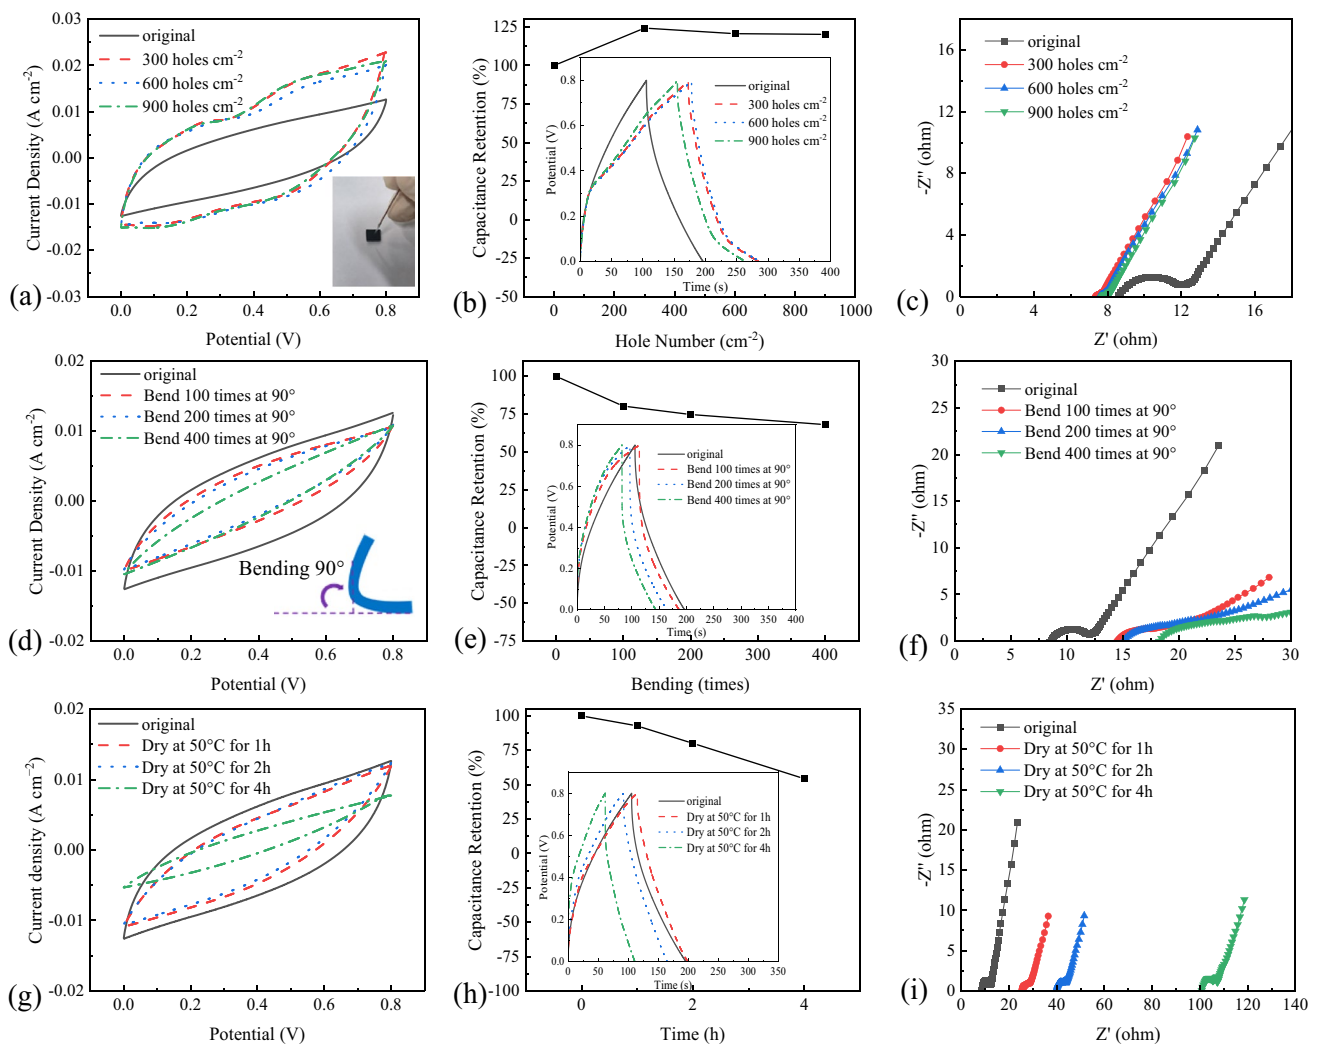 0.03
0.02
0.01
0.00
-0.01
-0.02
-0.03
0.0
0.2
0.4
0.6
0.8
Current Density (A cm⁻²)
Potential (V)
original
300 holes cm⁻²
600 holes cm⁻²
900 holes cm⁻²
(a)
125
100
75
50
25
0
-25
-50
0
200
400
600
800
1000
Capacitance Retention (%)
Hole Number (cm⁻²)
0.8
0.6
0.4
0.2
0.0
0
50
100
150
200
250
300
350
400
Potential (V)
Time (s)
original
300 holes cm⁻²
600 holes cm⁻²
900 holes cm⁻²
(b)
16
12
8
4
0
0
4
8
12
16
-Z'' (ohm)
Z' (ohm)
original
300 holes cm⁻²
600 holes cm⁻²
900 holes cm⁻²
(c)
0.02
0.01
0.00
-0.01
-0.02
0.0
0.2
0.4
0.6
0.8
Current Density (A cm⁻²)
Potential (V)
original
Bend 100 times at 90°
Bend 200 times at 90°
Bend 400 times at 90°
Bending 90°
(d)
100
75
50
25
0
-25
-50
-75
0
100
200
300
400
Capacitance Retention (%)
Bending (times)
0.8
0.6
0.4
0.2
0.0
0
50
100
150
200
250
300
350
400
Potential (V)
Time (s)
original
Bend 100 times at 90°
Bend 200 times at 90°
Bend 400 times at 90°
(e)
30
25
20
15
10
5
0
0
5
10
15
20
25
30
-Z'' (ohm)
Z' (ohm)
original
Bend 100 times at 90°
Bend 200 times at 90°
Bend 400 times at 90°
(f)
0.02
0.01
0.00
-0.01
-0.02
0.0
0.2
0.4
0.6
0.8
Current density (A cm⁻²)
Potential (V)
original
Dry at 50°C for 1h
Dry at 50°C for 2h
Dry at 50°C for 4h
(g)
100
75
50
25
0
-25
-50
-75
-100
0
2
4
Capacitance Retention (%)
Time (h)
0.8
0.6
0.4
0.2
0.0
0
50
100
150
200
250
300
350
Potential (V)
Time (s)
original
Dry at 50°C for 1h
Dry at 50°C for 2h
Dry at 50°C for 4h
(h)
35
30
25
20
15
10
5
0
0
20
40
60
80
100
120
140
-Z'' (ohm)
Z' (ohm)
original
Dry at 50°C for 1h
Dry at 50°C for 2h
Dry at 50°C for 4h
(i)